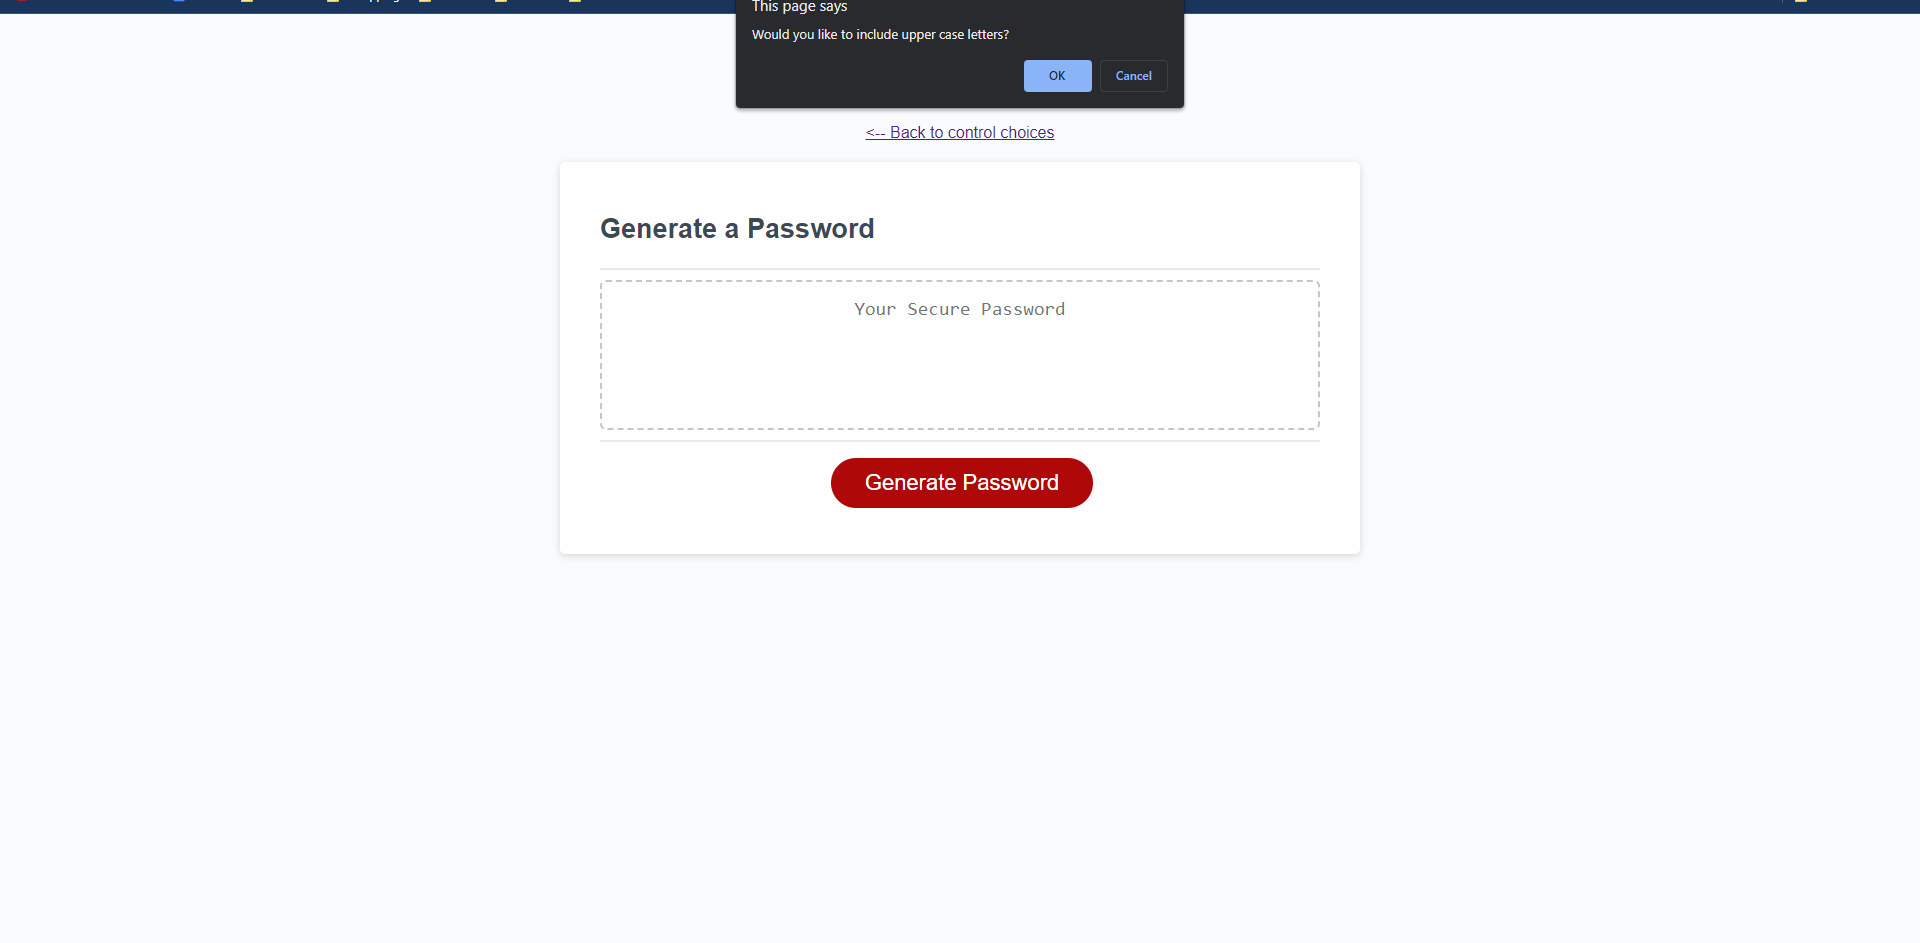 This page says
Would you like to include upper case letters?
OK
Cancel
<-- Back to control choices
Generate a Password
Your Secure Password
Generate Password